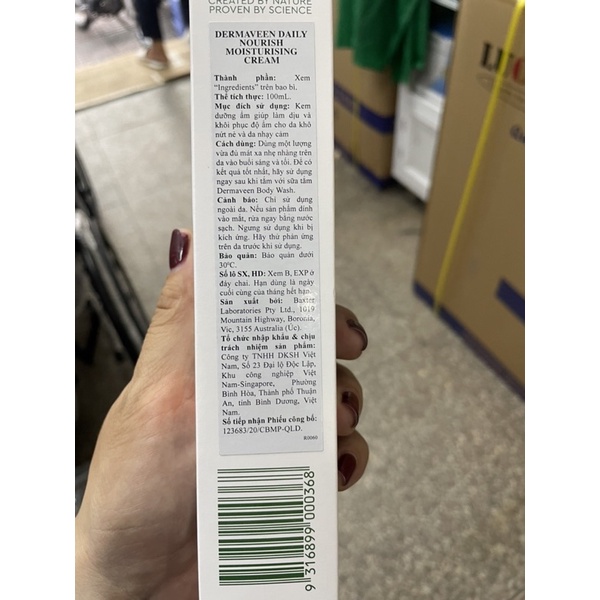 CREATED BY NATURE
PROVEN BY SCIENCE
DERMAVEEN DAILY
NOURISH
MOISTURISING
CREAM
Thành phần: Xem
"Ingredients" trên bao bì.
Thể tích thực: 100mL.
Mục đích sử dụng: Kem
dưỡng ẩm giúp làm dịu và
khôi phục độ ẩm cho da khô
nứt nẻ và da nhạy cảm
Cách dùng: Dùng một lượng
vừa đủ mát xa nhẹ nhàng trên
da vào buổi sáng và tối. Để có
kết quả tốt nhất, hãy sử dụng
ngay sau khi tắm với sữa tắm
Dermaveen Body Wash.
Cảnh báo: Chỉ sử dụng
ngoài da. Nếu sản phẩm dính
vào mắt, rửa ngay bằng nước
sạch. Ngưng sử dụng khi bị
kích ứng. Hãy thử phản ứng
trên da trước khi sử dụng.
Bảo quản: Bảo quản dưới
30ºC.
Số lô SX, HD: Xem B, EXP ở
đáy chai. Hạn dùng là ngày
cuối cùng của tháng hết hạn.
Sản xuất bởi: Baxter
Laboratories Pty Ltd., 1019
Mountain Highway, Boronia,
Vic, 3155 Australia (Úc).
Tổ chức nhập khẩu & chịu
trách nhiệm sản phẩm:
Công ty TNHH DKSH Việt
Nam, Số 23 Đại lộ Độc Lập,
Khu công nghiệp Việt
Nam-Singapore, Phường
Bình Hòa, Thành phố Thuận
An, tỉnh Bình Dương, Việt
Nam.
Số tiếp nhận Phiếu công bố:
123683/20/CBMP-QLD.
R0060
9 316899 000368